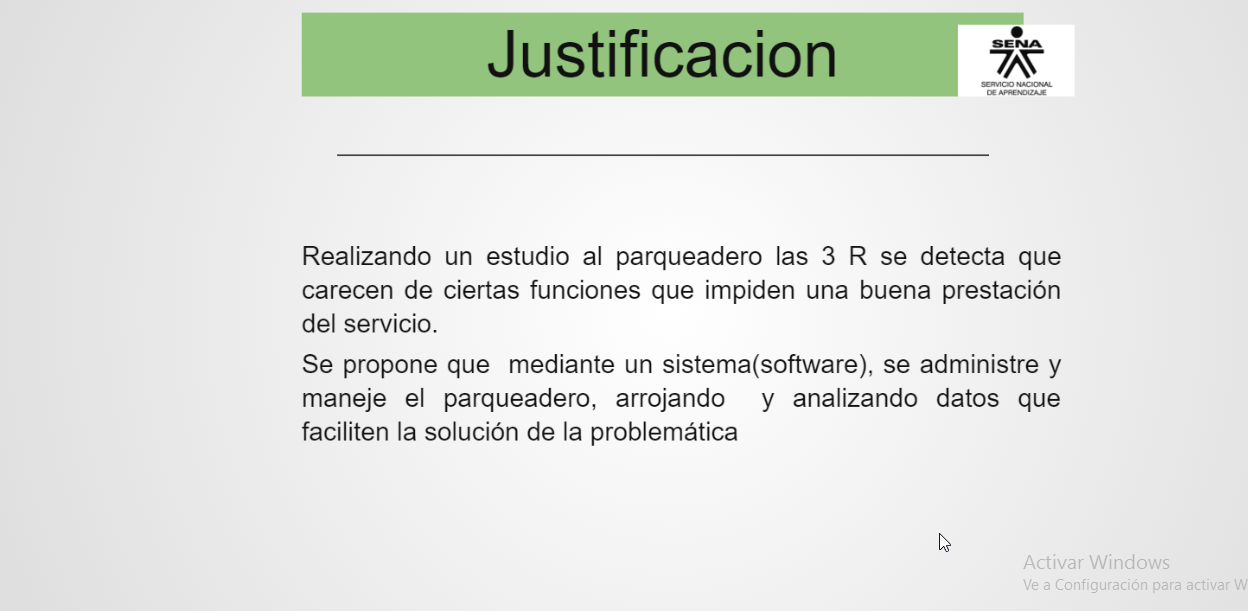 Justificacion
SENA
SERVICIO NACIONAL
DE APRENDIZAJE
Realizando un estudio al parqueadero las 3 R se detecta que
carecen de ciertas funciones que impiden una buena prestación
del servicio.
Se propone que mediante un sistema(software), se administre y
maneje el parqueadero, arrojando y analizando datos que
faciliten la solución de la problemática
Activar Windows
Ve a Configuración para activar W